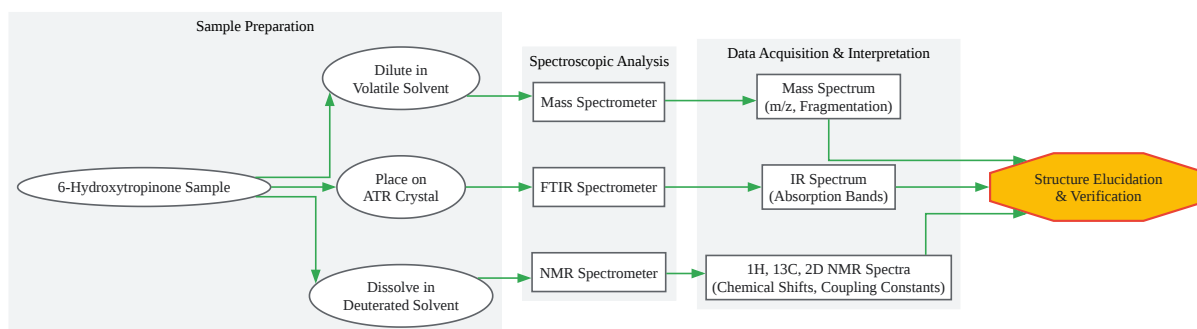 Sample Preparation
Spectroscopic Analysis
Data Acquisition & Interpretation
Dilute in
Volatile Solvent
Mass Spectrometer
Mass Spectrum
(m/z, Fragmentation)
6-Hydroxytropinone Sample
Place on
ATR Crystal
FTIR Spectrometer
IR Spectrum
(Absorption Bands)
Structure Elucidation
& Verification
Dissolve in
Deuterated Solvent
NMR Spectrometer
1H, 13C, 2D NMR Spectra
(Chemical Shifts, Coupling Constants)